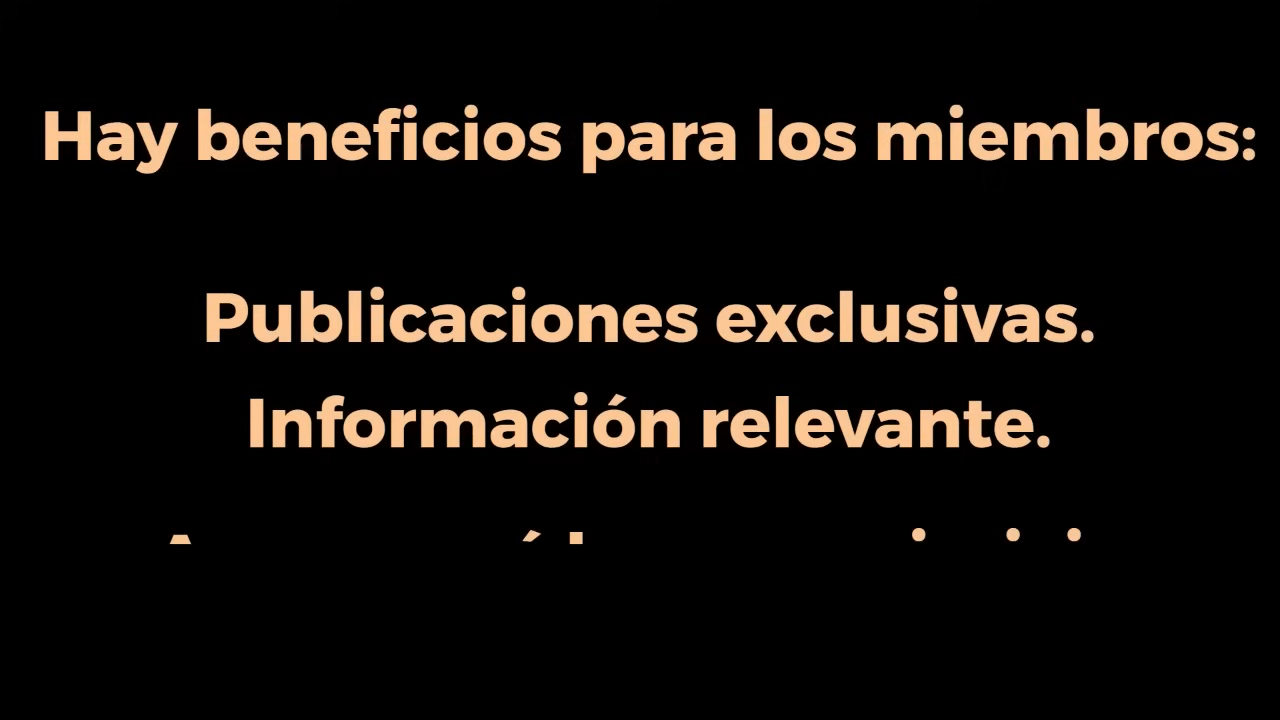 Hay beneficios para los miembros:
Publicaciones exclusivas.
Información relevante.